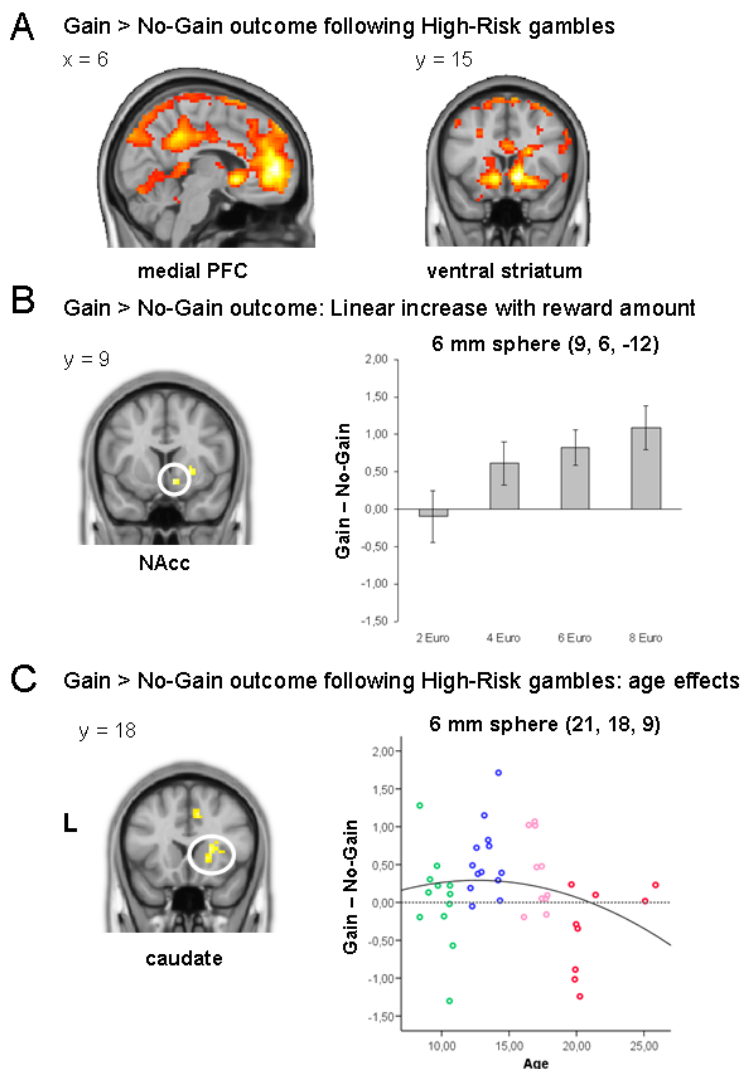 A Gain > No-Gain outcome following High-Risk gambles
x = 6
y = 15
medial PFC
ventral striatum
B Gain > No-Gain outcome: Linear increase with reward amount
y = 9
NAcc
6 mm sphere (9, 6, -12)
Gain – No-Gain
2,00
1,50
1,00
0,50
0,00
-0,50
-1,00
-1,50
2 Euro 4 Euro 6 Euro 8 Euro
C Gain > No-Gain outcome following High-Risk gambles: age effects
y = 18
L
caudate
6 mm sphere (21, 18, 9)
Gain – No-Gain
2,00
1,50
1,00
0,50
0,00
-0,50
-1,00
-1,50
10,00 15,00 20,00 25,00
Age